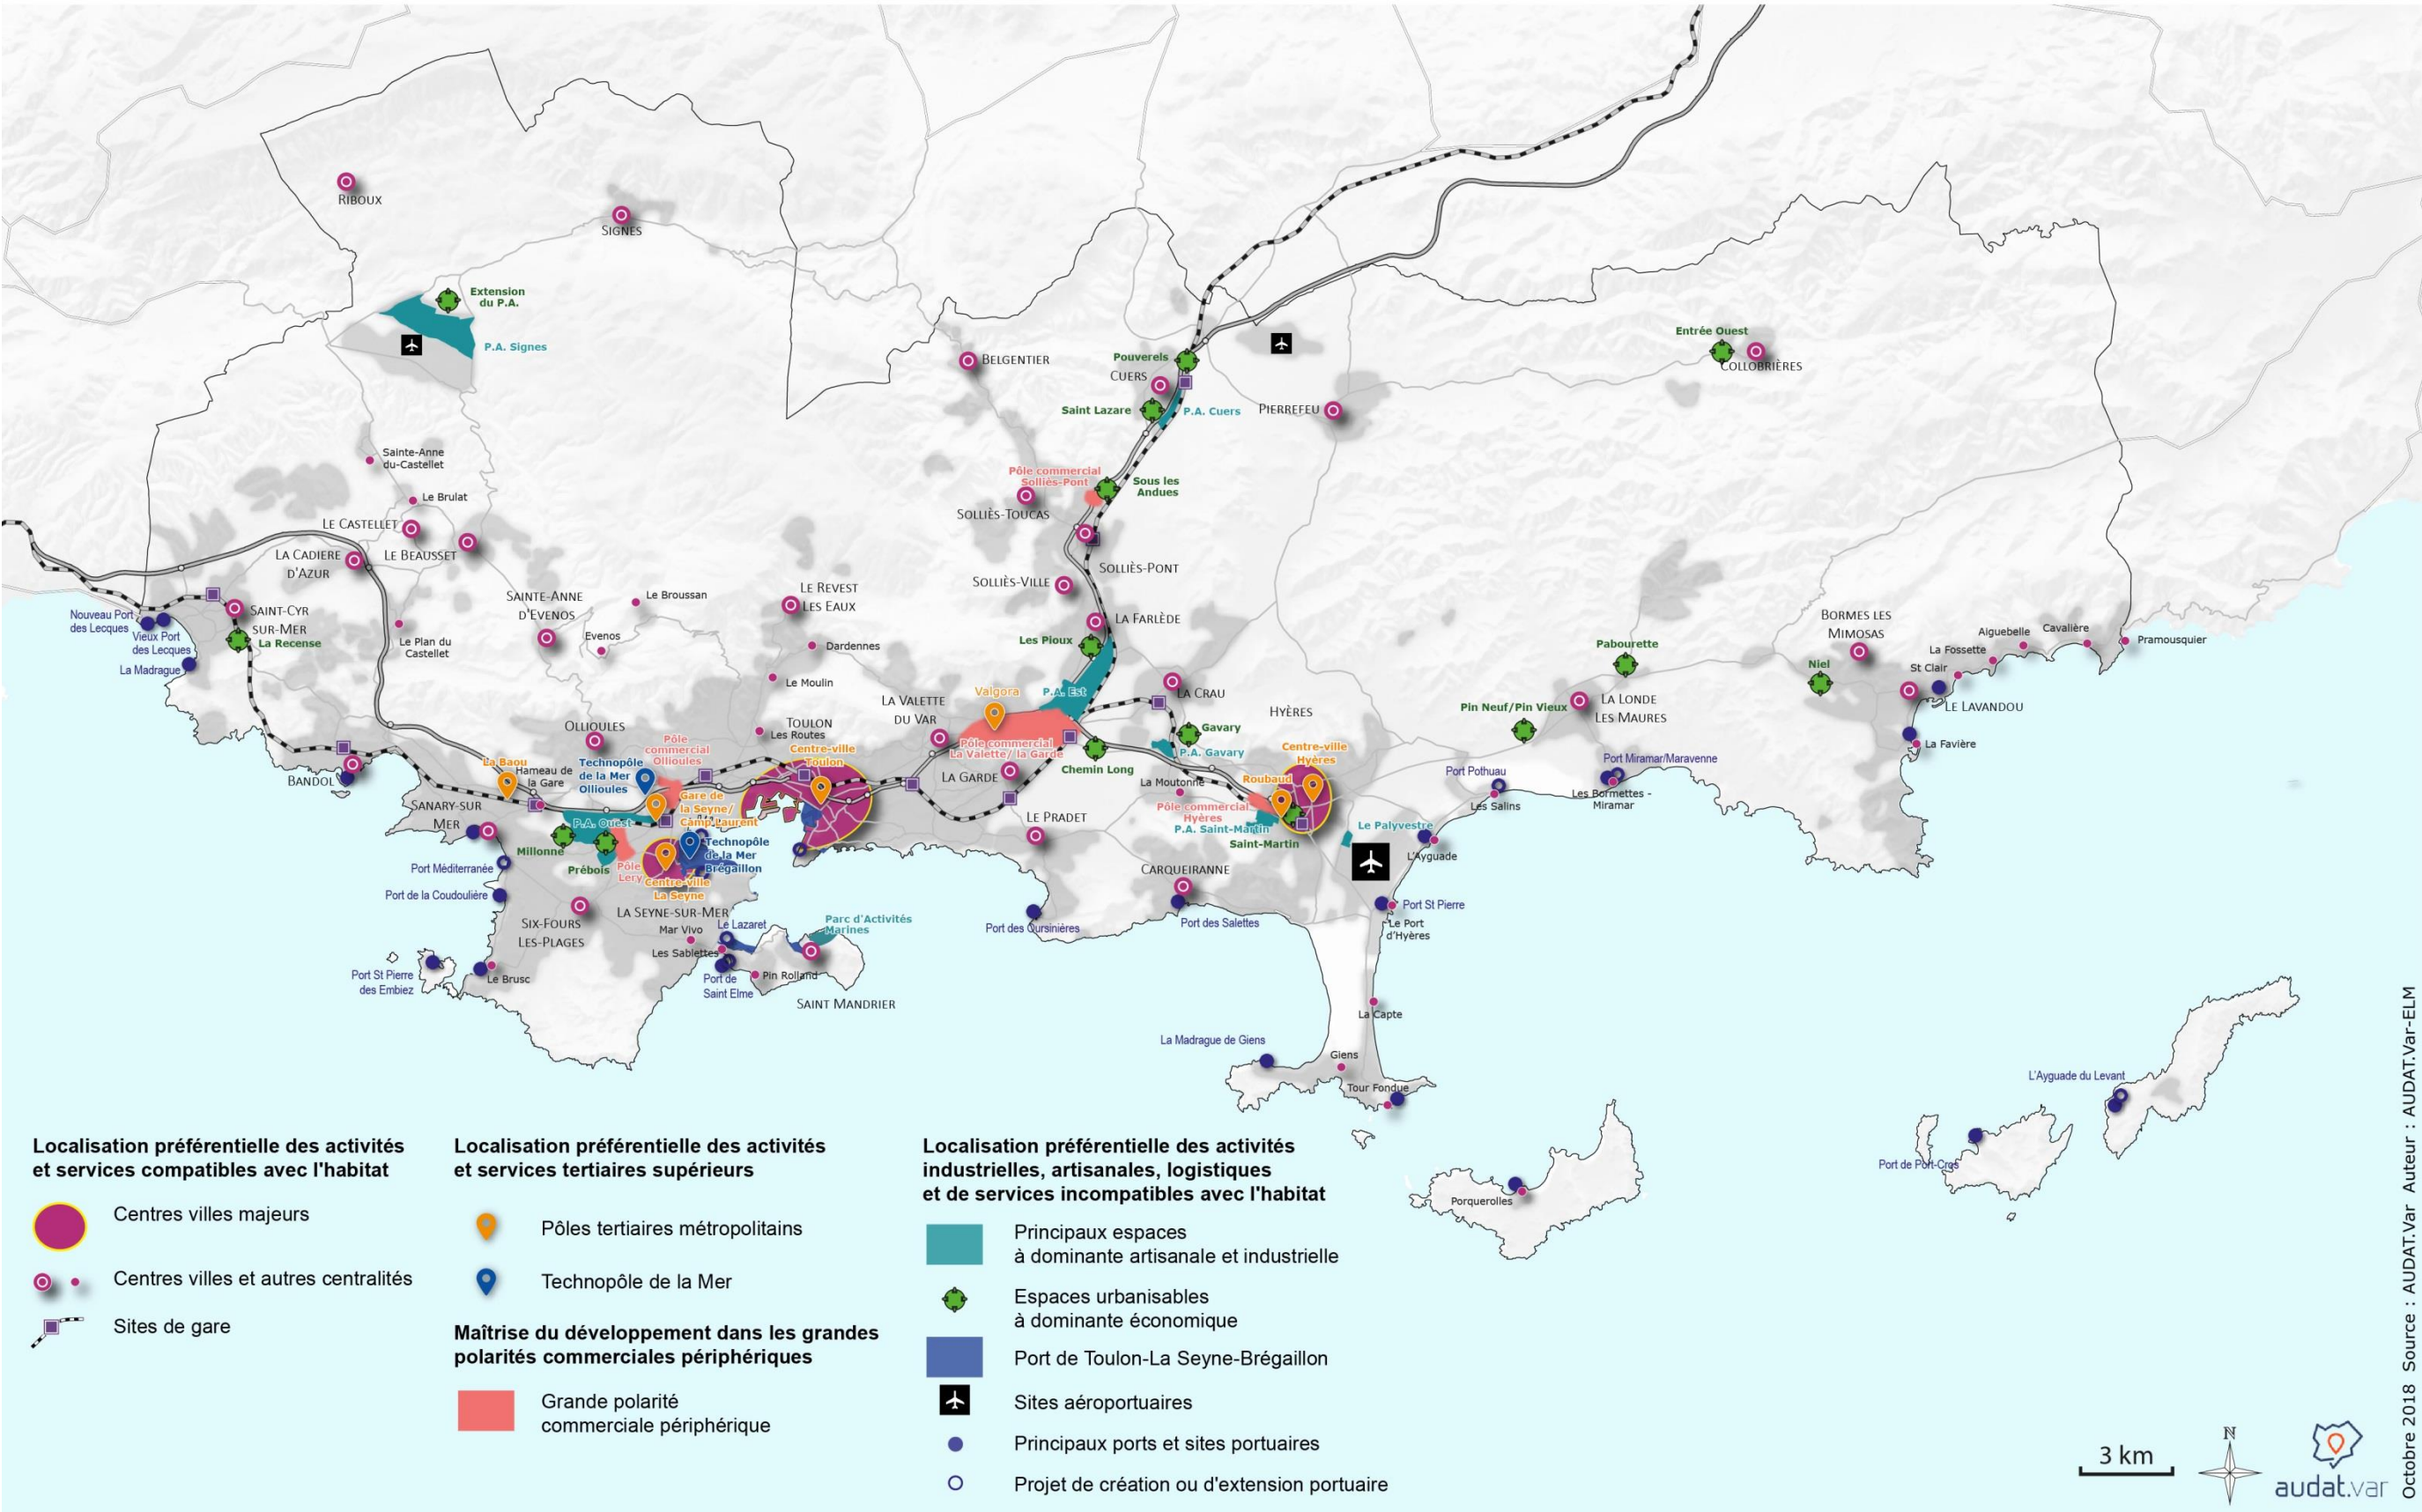 RIBOUX
SIGNES
Extension
du P.A.
P.A. Signes
BELGENTIER
Pouverels
CUERS
Saint Lazare
P.A. Cuers
PIERREFEU
Entrée Ouest
COLLOBRIÈRES
Sainte-Anne
du-Castellet
Le Brulat
LE CASTELLET
LA CADIERE
D'AZUR
LE BEAUSSET
Pôle commercial
Solliès-Pont
Sous les
Andues
SOLLIÈS-TOUCAS
SOLLIÈS-PONT
SOLLIÈS-VILLE
LA FARLÈDE
Les Pioux
Nouveau Port
des Lecques
Vieux Port
des Lecques
La Madrague
SAINT-CYR
SUR-MER
La Recense
Le Plan du
Castellet
SAINTE-ANNE
D'EVENOS
Le Broussan
Evenos
LE REVEST
LES EAUX
Dardennes
Le Moulin
LA VALETTE
DU VAR
Valgora
P.A. Est
LA CRAU
Gavary
P.A. Gavary
HYÈRES
Pabourette
Pin Neuf/Pin Vieux
LA LONDE
LES MAURES
BORMES LES
MIMOSAS
Niel
Aiguebelle
Cavalière
Pramousquier
La Fossette
St Clair
LE LAVANDOU
La Favière
OLLIOULES
TOULON
Les Routes
Centre-ville
Toulon
Pôle
commercial
Ollioules
Technopôle
de la Mer
Ollioules
La Baou
Hameau de
la Gare
BANDOL
SANARY-SUR
MER
P.A. Ouest
Gare de
la Seyne/
Camp Laurent
Technopôle
de la Mer
Brégaillon
Millonne
Prébois
Pôle
Lery
Centre-ville
La Seyne
Pôle commercial
La Valette/ la Garde
LA GARDE
Chemin Long
La Moutonne
Centre-ville
Hyères
Roubaud
Pôle commercial
Hyères
P.A. Saint-Martin
Saint-Martin
Le Palyvestre
L'Ayguade
Port Pothuau
Les Salins
Port Miramar/Maravenne
Les Bormettes -
Miramar
LE PRADET
CARQUEIRANNE
Port des Oursinières
Port des Salettes
Port St Pierre
Le Port
d'Hyères
Port Méditerranée
Port de la Coudoulière
SIX-FOURS
LES-PLAGES
LA SEYNE-SUR-MER
Mar Vivo
Le Lazaret
Les Sablettes
Parc d'Activités
Marines
Pin Rolland
Port de
Saint Elme
SAINT MANDRIER
Le Brusc
Port St Pierre
des Embiez
La Capte
La Madrague de Giens
Giens
Tour Fondue
Porquerolles
Port de Port-Cros
L'Ayguade du Levant
Localisation préférentielle des activités
et services compatibles avec l'habitat
Centres villes majeurs
Centres villes et autres centralités
Sites de gare
Localisation préférentielle des activités
et services tertiaires supérieurs
Pôles tertiaires métropolitains
Technopôle de la Mer
Maîtrise du développement dans les grandes
polarités commerciales périphériques
Grande polarité
commerciale périphérique
Localisation préférentielle des activités
industrielles, artisanales, logistiques
et de services incompatibles avec l'habitat
Principaux espaces
à dominante artisanale et industrielle
Espaces urbanisables
à dominante économique
Port de Toulon-La Seyne-Brégaillon
Sites aéroportuaires
Principaux ports et sites portuaires
Projet de création ou d'extension portuaire
3 km
N
audat.var
Octobre 2018 Source : AUDAT.Var Auteur : AUDAT.Var-ELM